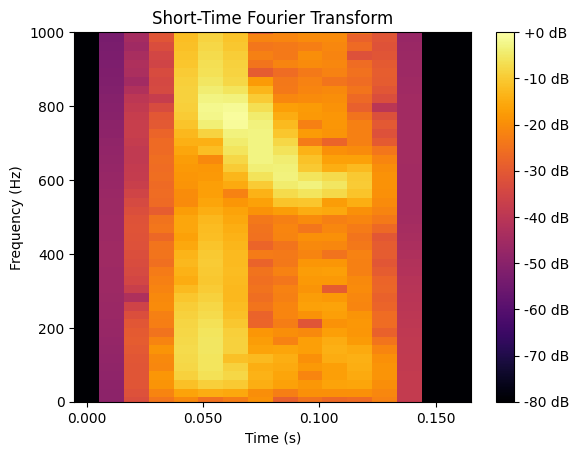 Short-Time Fourier Transform
Frequency (Hz)
1000
800
600
400
200
0
0.000
0.050
0.100
0.150
Time (s)
+0 dB
-10 dB
-20 dB
-30 dB
-40 dB
-50 dB
-60 dB
-70 dB
-80 dB